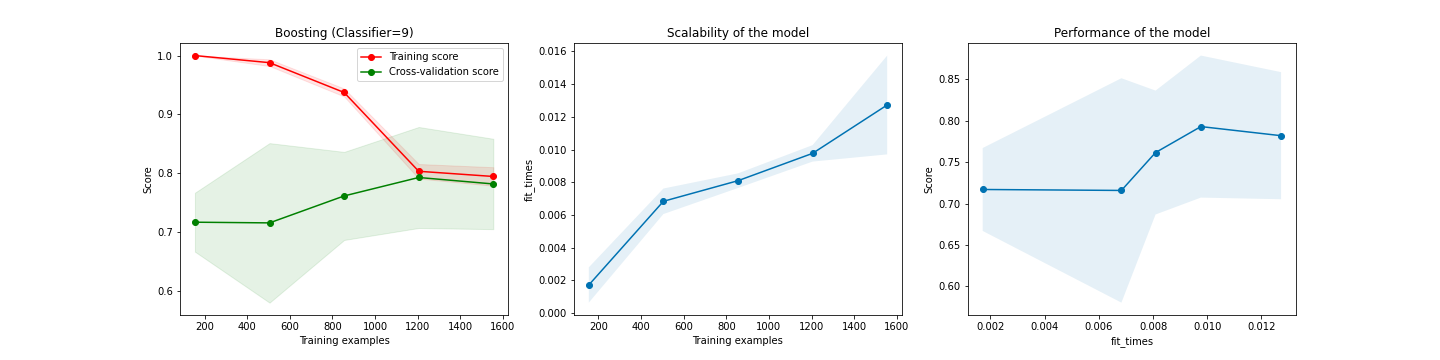 Boosting (Classifier=9)
Training score
Cross-validation score
1.0
0.9
0.8
0.7
0.6
Score
200 400 600 800 1000 1200 1400 1600
Training examples
Scalability of the model
0.016
0.014
0.012
0.010
0.008
0.006
0.004
0.002
0.000
fit_times
200 400 600 800 1000 1200 1400 1600
Training examples
Performance of the model
0.85
0.80
0.75
0.70
0.65
0.60
Score
0.002 0.004 0.006 0.008 0.010 0.012
fit_times